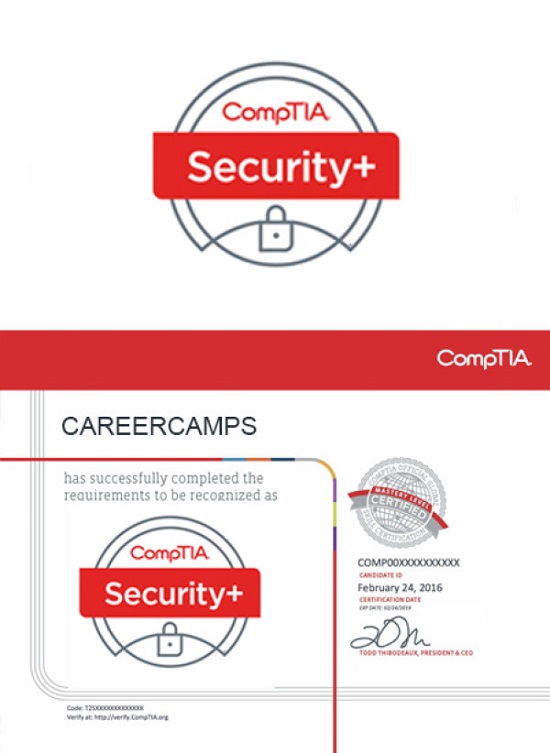 CompTIA
Security+
CompTIA
CAREERCAMPS
has successfully completed the
requirements to be recognized as
CompTIA
Security+
COMPTIA OFFICIAL GLOBAL
MASTERY LEVEL
CERTIFIED
SKILL CERTIFICATION
COMP00XXXXXXXXXX
CANDIDATE ID
February 24, 2016
CERTIFICATION DATE
EXP DATE: 02/24/2019
TODD THIBODEAUX, PRESIDENT & CEO
Code: T2SXXXXXXXXXXXXX
Verify at: http://verify.CompTIA.org